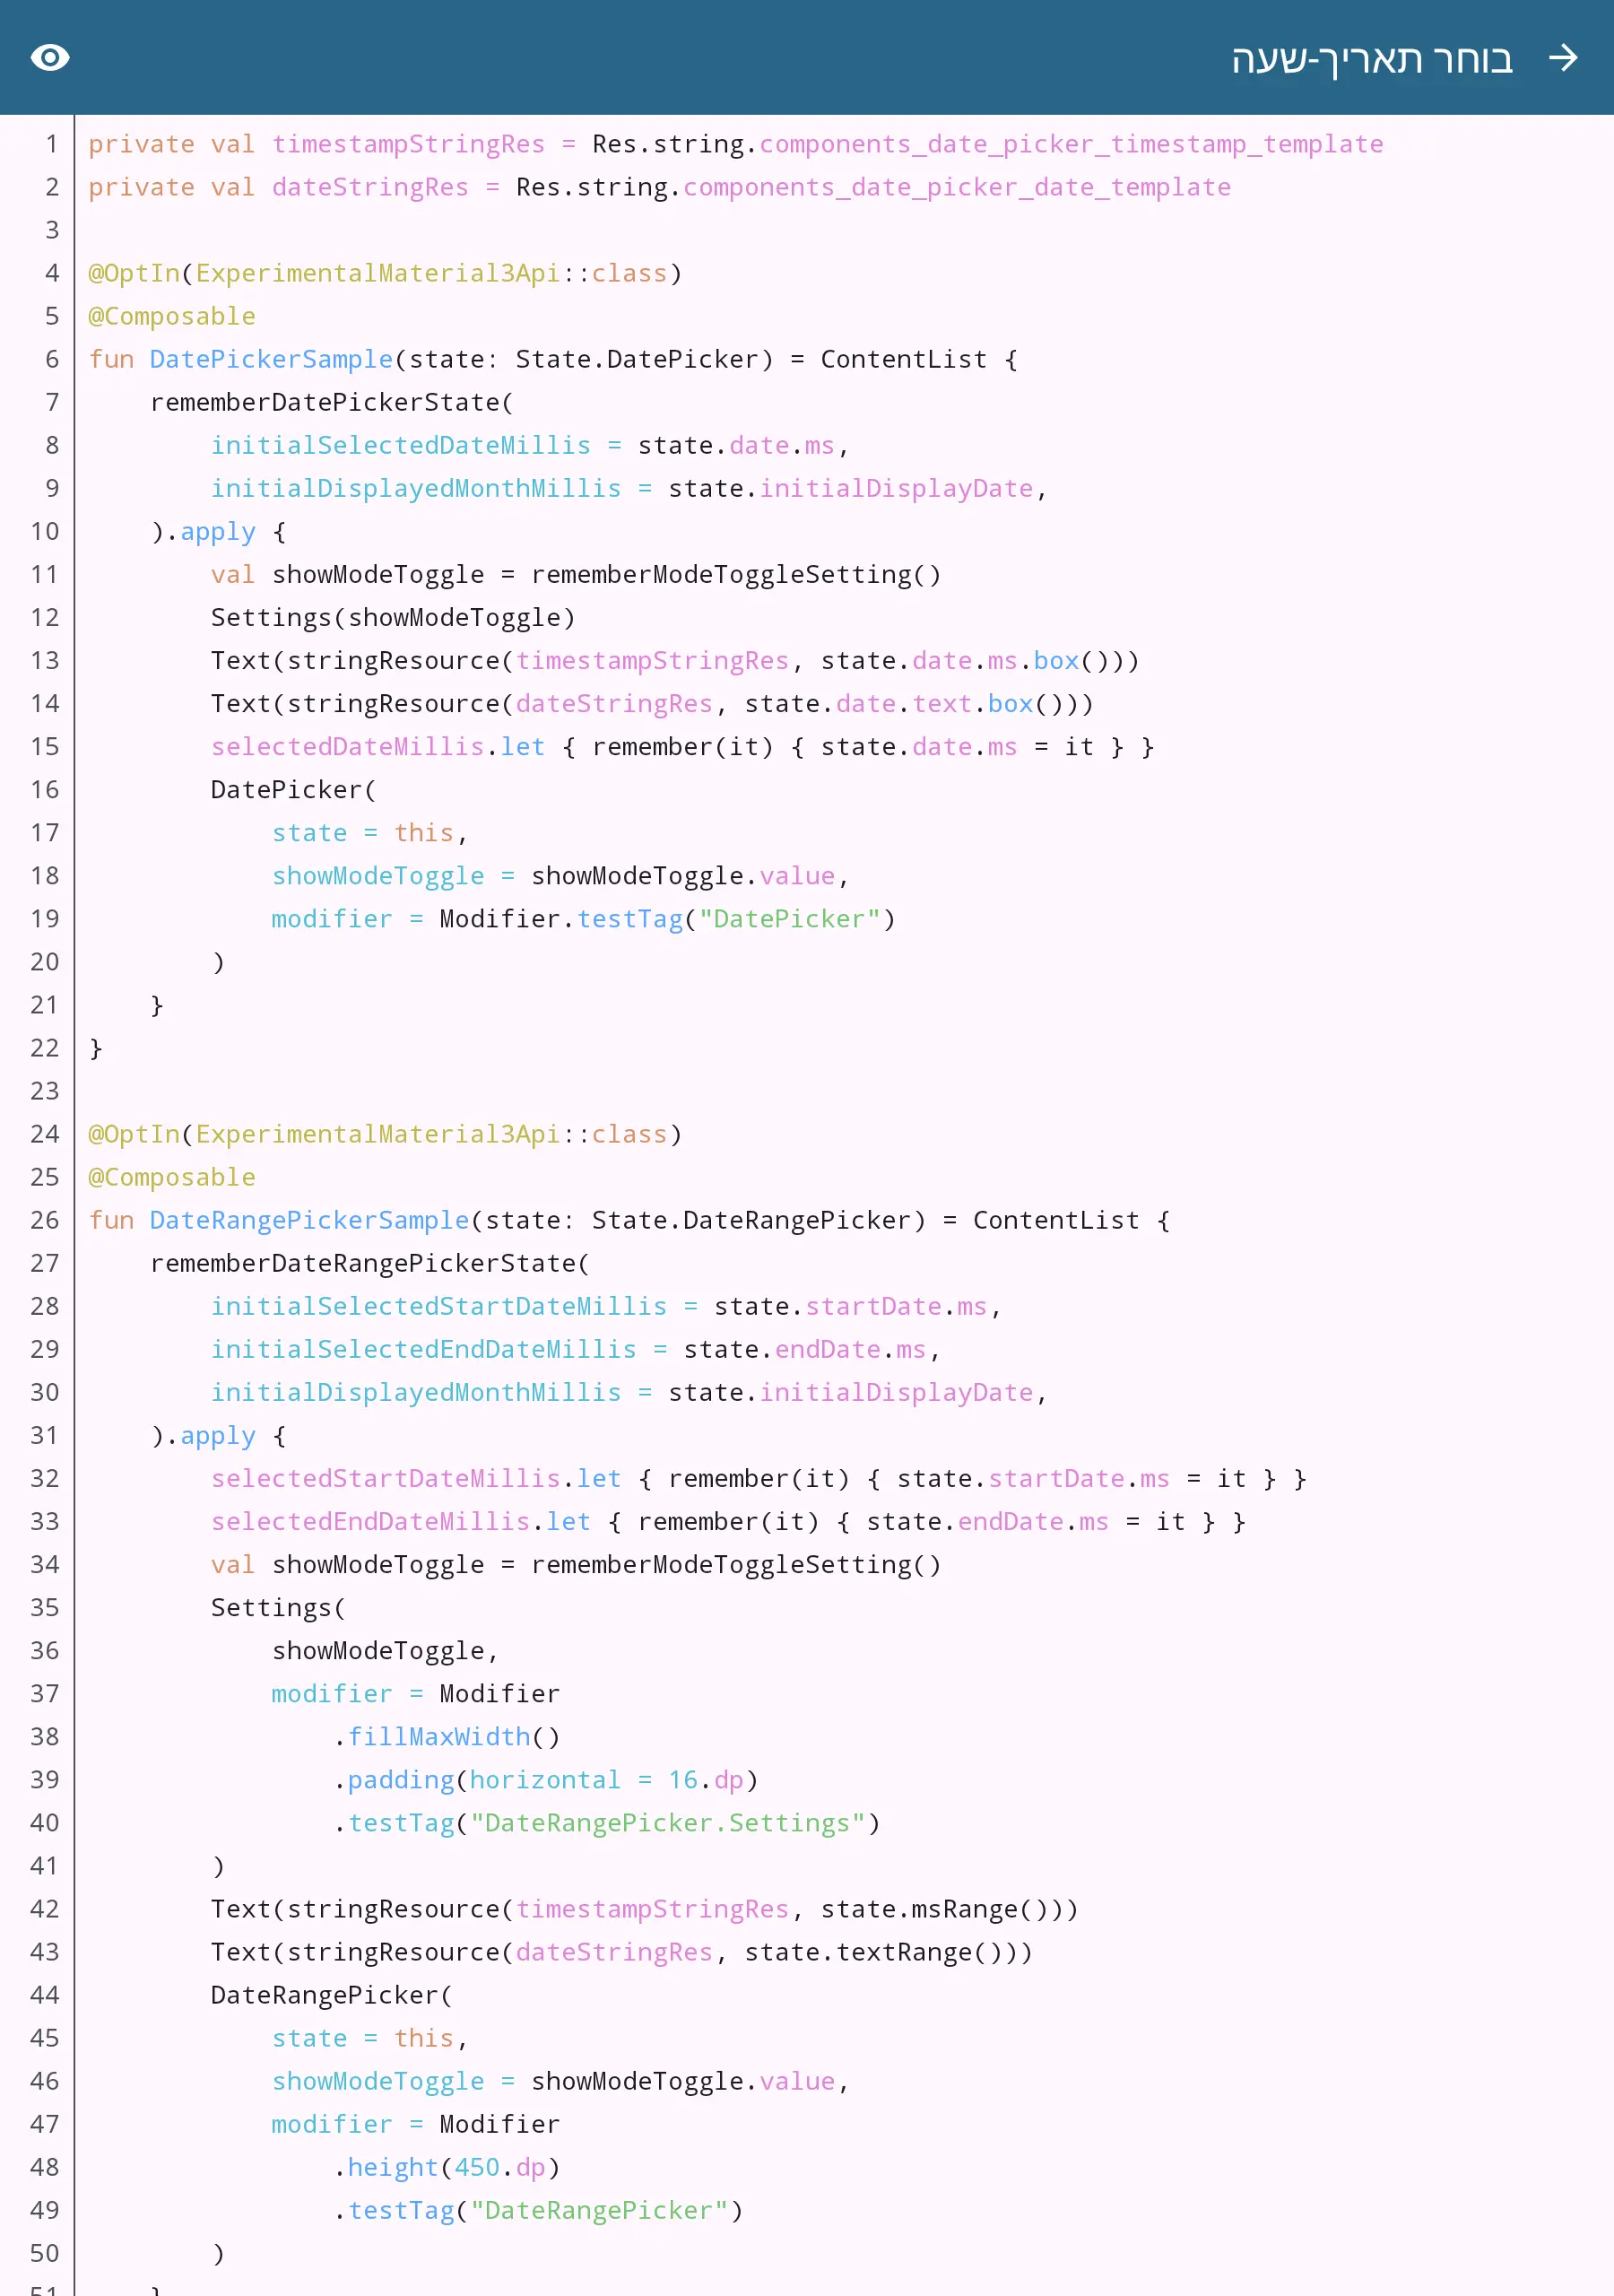 בוחר תאריך-שעה
1 private val timestampStringRes = Res.string.components_date_picker_timestamp_template
2 private val dateStringRes = Res.string.components_date_picker_date_template
3
4 @OptIn(ExperimentalMaterial3Api::class)
5 @Composable
6 fun DatePickerSample(state: State.DatePicker) = ContentList {
7     rememberDatePickerState(
8         initialSelectedDateMillis = state.date.ms,
9         initialDisplayedMonthMillis = state.initialDisplayDate,
10     ).apply {
11         val showModeToggle = rememberModeToggleSetting()
12         Settings(showModeToggle)
13         Text(stringResource(timestampStringRes, state.date.ms.box()))
14         Text(stringResource(dateStringRes, state.date.text.box()))
15         selectedDateMillis.let { remember(it) { state.date.ms = it } }
16         DatePicker(
17             state = this,
18             showModeToggle = showModeToggle.value,
19             modifier = Modifier.testTag("DatePicker")
20         )
21     }
22 }
23
24 @OptIn(ExperimentalMaterial3Api::class)
25 @Composable
26 fun DateRangePickerSample(state: State.DateRangePicker) = ContentList {
27     rememberDateRangePickerState(
28         initialSelectedStartDateMillis = state.startDate.ms,
29         initialSelectedEndDateMillis = state.endDate.ms,
30         initialDisplayedMonthMillis = state.initialDisplayDate,
31     ).apply {
32         selectedStartDateMillis.let { remember(it) { state.startDate.ms = it } }
33         selectedEndDateMillis.let { remember(it) { state.endDate.ms = it } }
34         val showModeToggle = rememberModeToggleSetting()
35         Settings(
36             showModeToggle,
37             modifier = Modifier
38                 .fillMaxWidth()
39                 .padding(horizontal = 16.dp)
40                 .testTag("DateRangePicker.Settings")
41         )
42         Text(stringResource(timestampStringRes, state.msRange()))
43         Text(stringResource(dateStringRes, state.textRange()))
44         DateRangePicker(
45             state = this,
46             showModeToggle = showModeToggle.value,
47             modifier = Modifier
48                 .height(450.dp)
49                 .testTag("DateRangePicker")
50         )
51     }